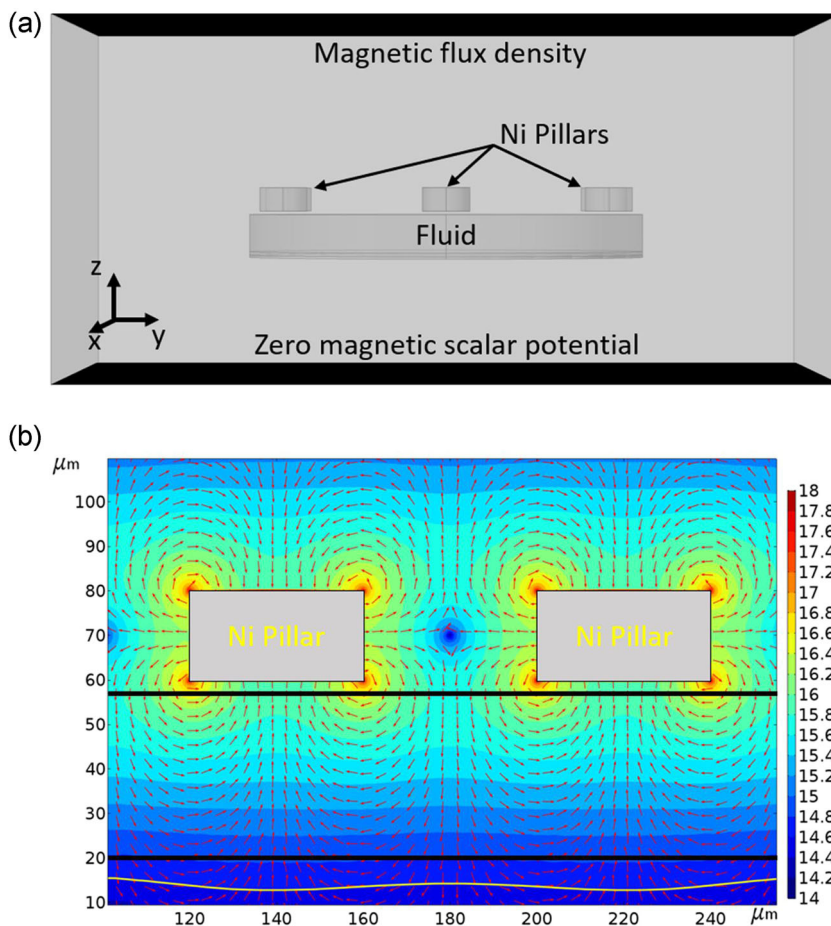 (a)
Magnetic flux density
Ni Pillars
Fluid
z
x
y
Zero magnetic scalar potential
(b)
μm
100
90
80
70
60
50
40
30
20
10
Ni Pillar
Ni Pillar
120
140
160
180
200
220
240
μm
18
17.8
17.6
17.4
17.2
17
16.8
16.6
16.4
16.2
16
15.8
15.6
15.4
15.2
15
14.8
14.6
14.4
14.2
14